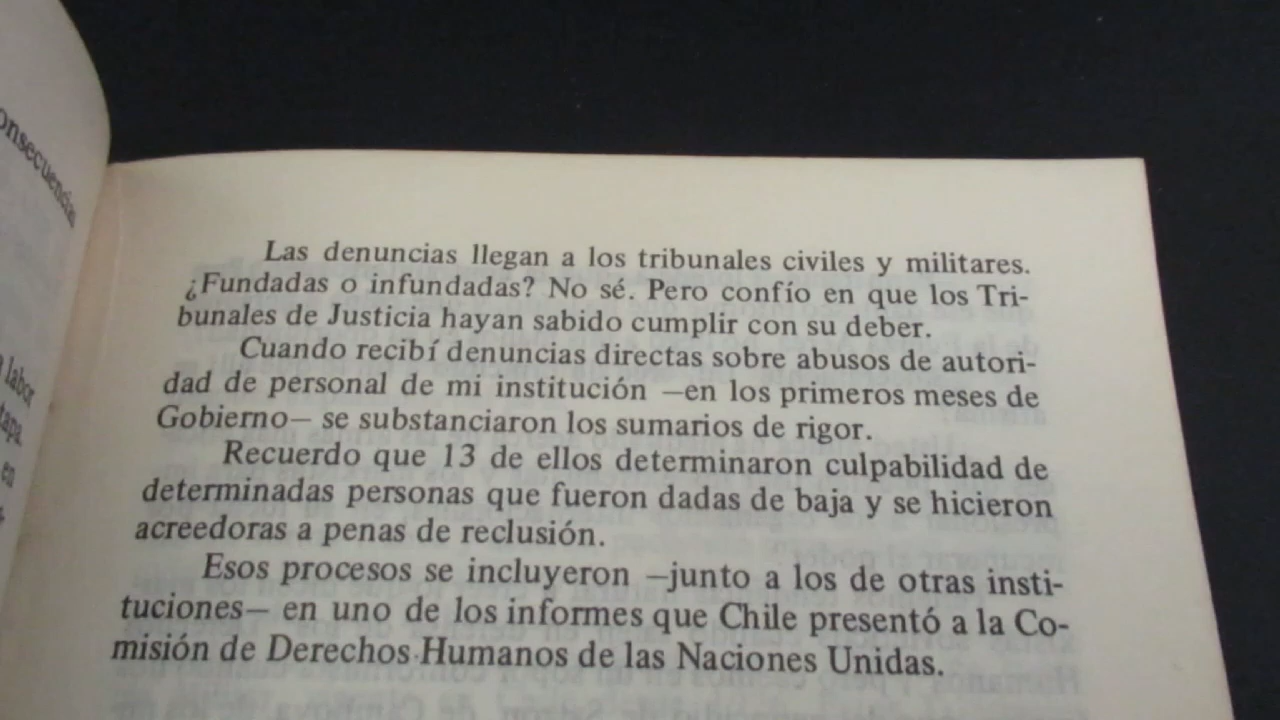 onsecuencias
labor
tapa.
en
Las denuncias llegan a los tribunales civiles y militares.
¿Fundadas o infundadas? No sé. Pero confío en que los Tri-
bunales de Justicia hayan sabido cumplir con su deber.
Cuando recibí denuncias directas sobre abusos de autori-
dad de personal de mi institución —en los primeros meses de
Gobierno— se substanciaron los sumarios de rigor.
Recuerdo que 13 de ellos determinaron culpabilidad de
determinadas personas que fueron dadas de baja y se hicieron
acreedoras a penas de reclusión.
Esos procesos se incluyeron —junto a los de otras insti-
tuciones— en uno de los informes que Chile presentó a la Co-
misión de Derechos Humanos de las Naciones Unidas.